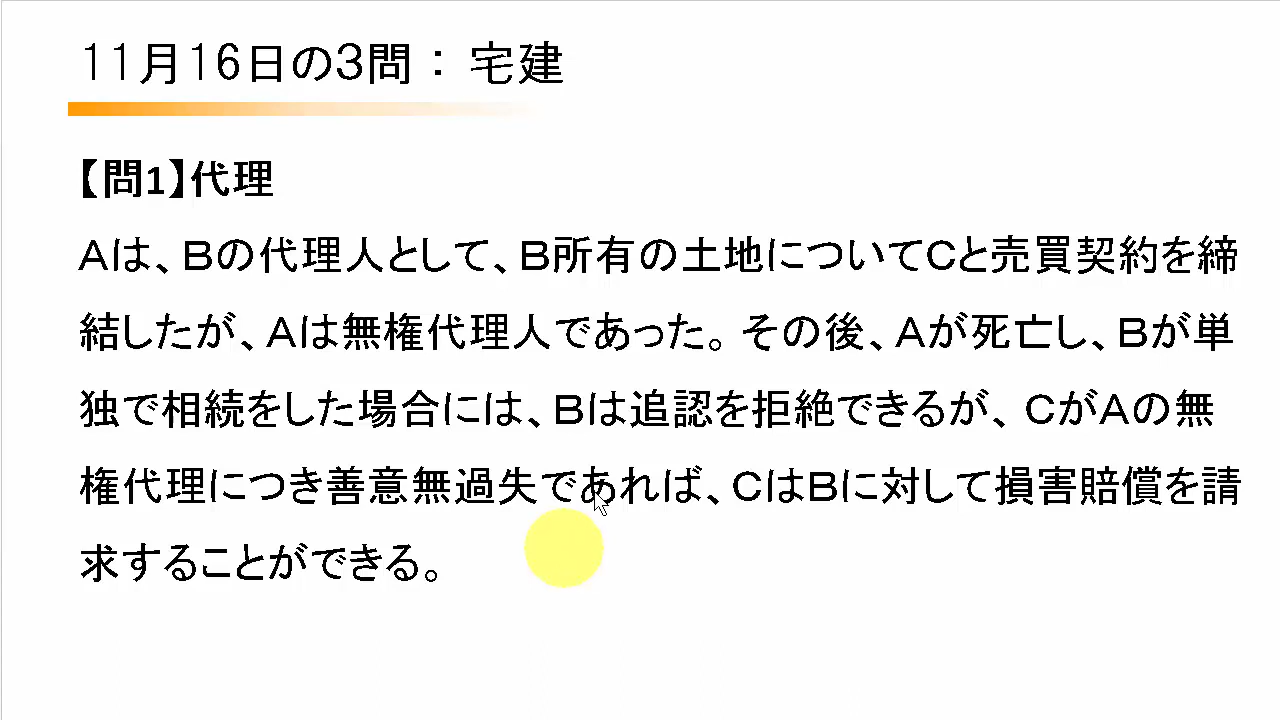 11月16日の3問：宅建
【問1】代理
Aは、Bの代理人として、B所有の土地についてCと売買契約を締
結したが、Aは無権代理人であった。その後、Aが死亡し、Bが単
独で相続をした場合には、Bは追認を拒絶できるが、CがAの無
権代理につき善意無過失であれば、CはBに対して損害賠償を請
求することができる。